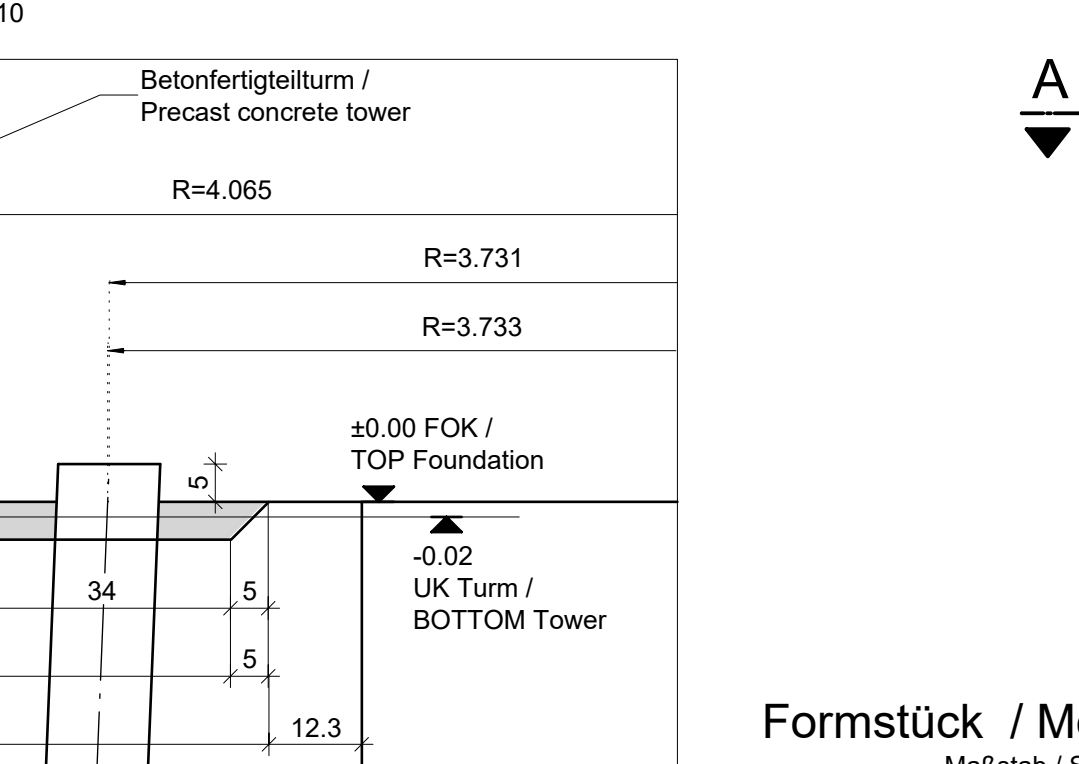 10
Betonfertigteilturm /
Precast concrete tower
A
R=4.065
R=3.731
R=3.733
±0.00 FOK /
TOP Foundation
5
-0.02
UK Turm /
BOTTOM Tower
34
5
5
12.3
Formstück / M